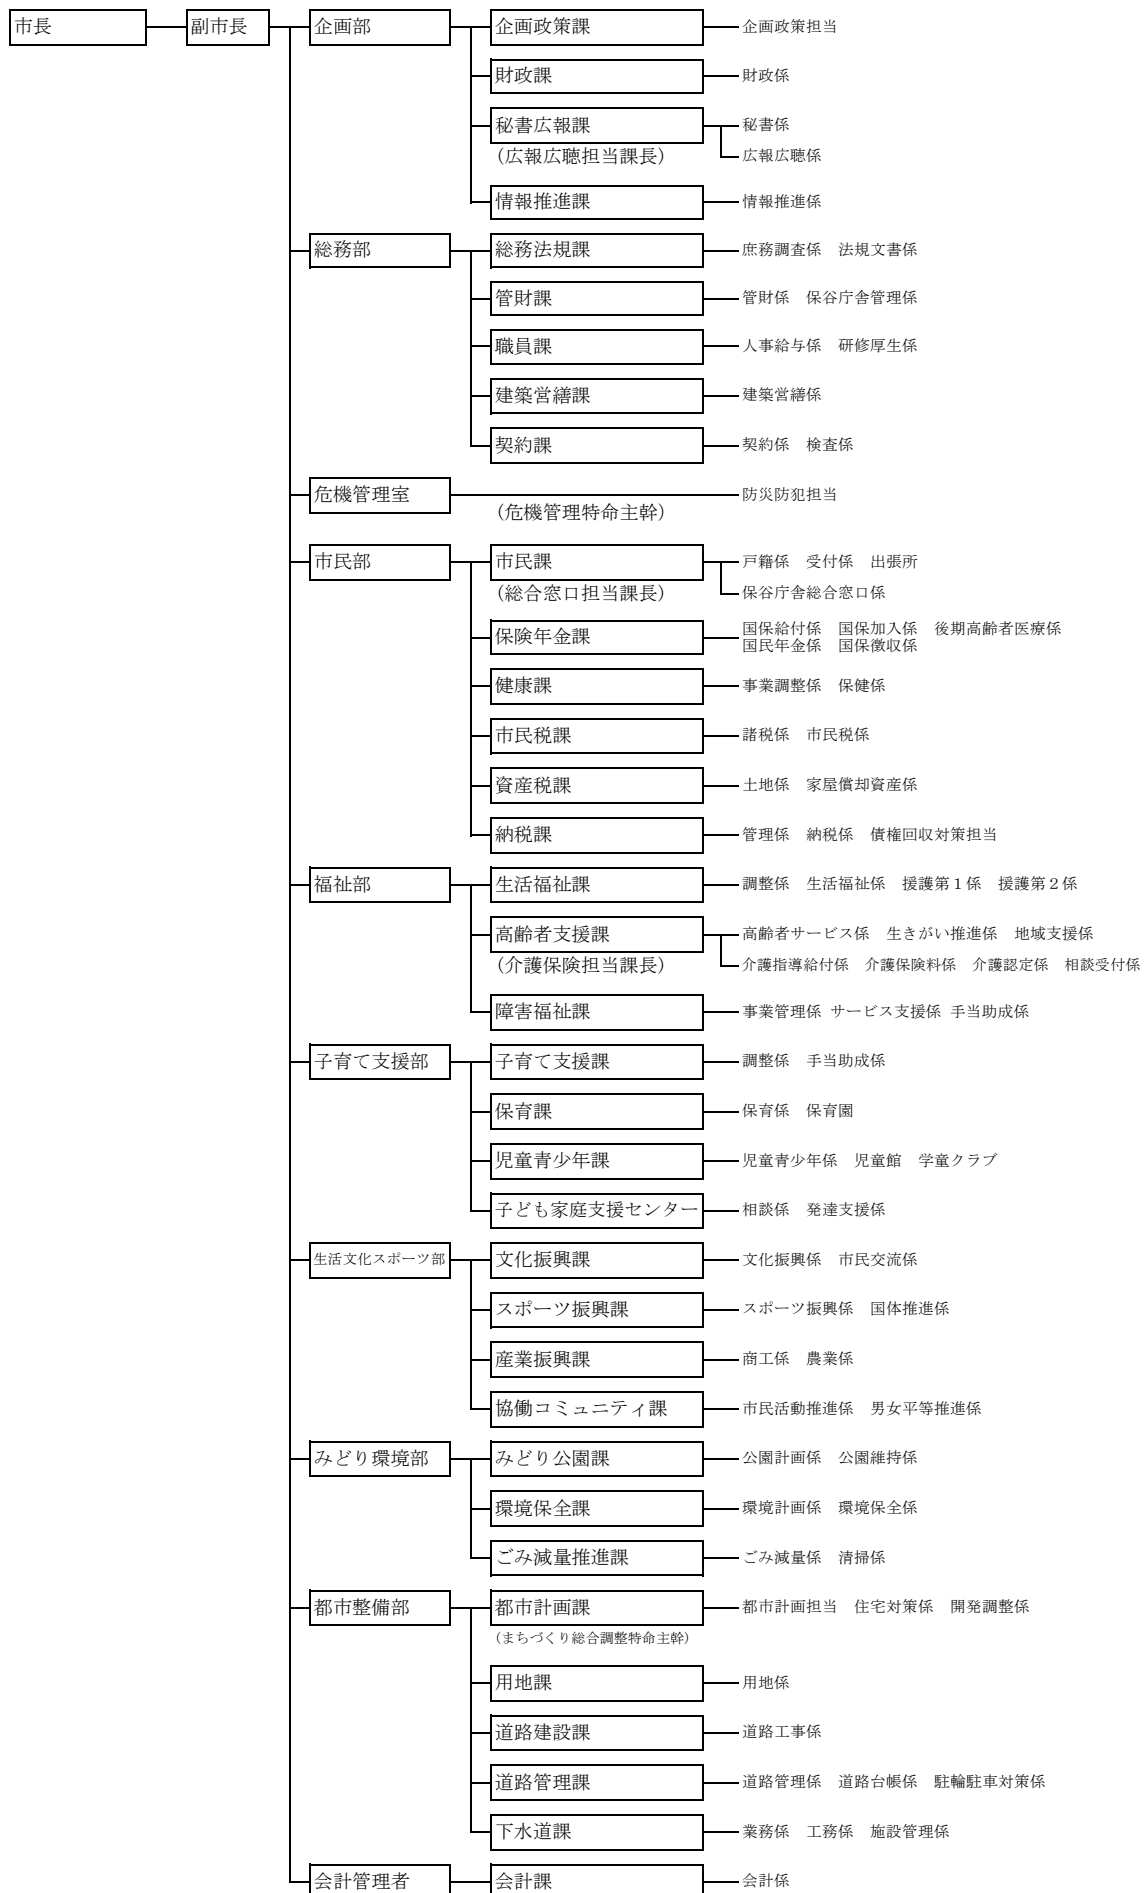 市長 副市長 企画部 企画政策課 企画政策担当
財政課 財政係
秘書広報課 秘書係
(広報広聴担当課長) 広報広聴係
情報推進課 情報推進係
総務部 総務法規課 庶務調査係 法規文書係
管財課 管財係 保谷庁舎管理係
職員課 人事給与係 研修厚生係
建築営繕課 建築営繕係
契約課 契約係 検査係
危機管理室 防災防犯担当
(危機管理特命主幹)
市民部 市民課 戸籍係 受付係 出張所
(総合窓口担当課長) 保谷庁舎総合窓口係
国保給付係 国保加入係 後期高齢者医療係
保険年金課
国民年金係 国保徴収係
健康課 事業調整係 保健係
市民税課 諸税係 市民税係
資産税課 土地係 家屋償却資産係
納税課 管理係 納税係 債権回収対策担当
福祉部 生活福祉課 調整係 生活福祉係 援護第1係 援護第2係
高齢者支援課 高齢者サービス係 生きがい推進係 地域支援係
(介護保険担当課長) 介護指導給付係 介護保険料係 介護認定係 相談受付係
障害福祉課 事業管理係 サービス支援係 手当助成係
子育て支援部 子育て支援課 調整係 手当助成係
保育課 保育係 保育園
児童青少年課 児童青少年係 児童館 学童クラブ
子ども家庭支援センター 相談係 発達支援係
生活文化スポーツ部 文化振興課 文化振興係 市民交流係
スポーツ振興課 スポーツ振興係 国体推進係
産業振興課 商工係 農業係
協働コミュニティ課 市民活動推進係 男女平等推進係
みどり環境部 みどり公園課 公園計画係 公園維持係
環境保全課 環境計画係 環境保全係
ごみ減量推進課 ごみ減量係 清掃係
都市整備部 都市計画課 都市計画担当 住宅対策係 開発調整係
(まちづくり総合調整特命主幹)
用地課 用地係
道路建設課 道路工事係
道路管理課 道路管理係 道路台帳係 駐輪駐車対策係
下水道課 業務係 工務係 施設管理係
会計管理者 会計課 会計係